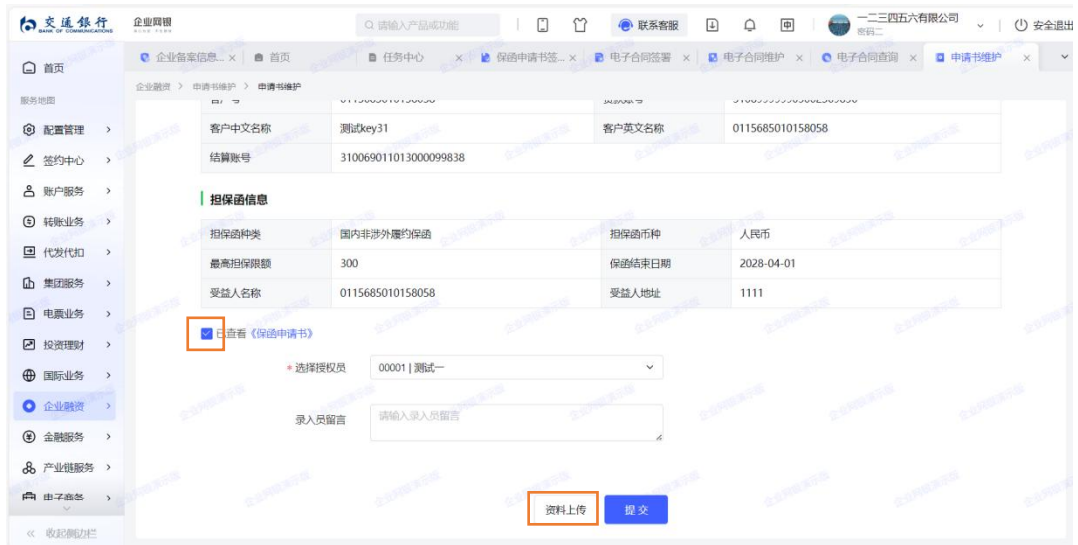 交通银行 企业网银 请输入产品或功能 联系客服 一二三四五六有限公司 安全退出
BANK OF COMMUNICATIONS 密码二
首页 企业备案信息... × 首页 任务中心 × 保函申请书签... × 电子合同签署 × 电子合同维护 × 电子合同查询 × 申请书维护 ×
企业融资 > 申请书维护 > 申请书维护
服务地图
配置管理
签约中心
账户服务
转账业务
代发代扣
集团服务
电票业务
投资理财
国际业务
企业融资
金融服务
产业链服务
电子商务
收起侧边栏
客户中文名称 测试key31 客户英文名称 0115685010158058
结算账号 310069011013000099838
担保函信息
担保函种类 国内非涉外履约保函 担保函币种 人民币
最高担保限额 300 保函结束日期 2028-04-01
受益人名称 0115685010158058 受益人地址 1111
已查看《保函申请书》
* 选择授权员 00001 | 测试一
录入员留言 请输入录入员留言
资料上传 提交
企业网银演示版